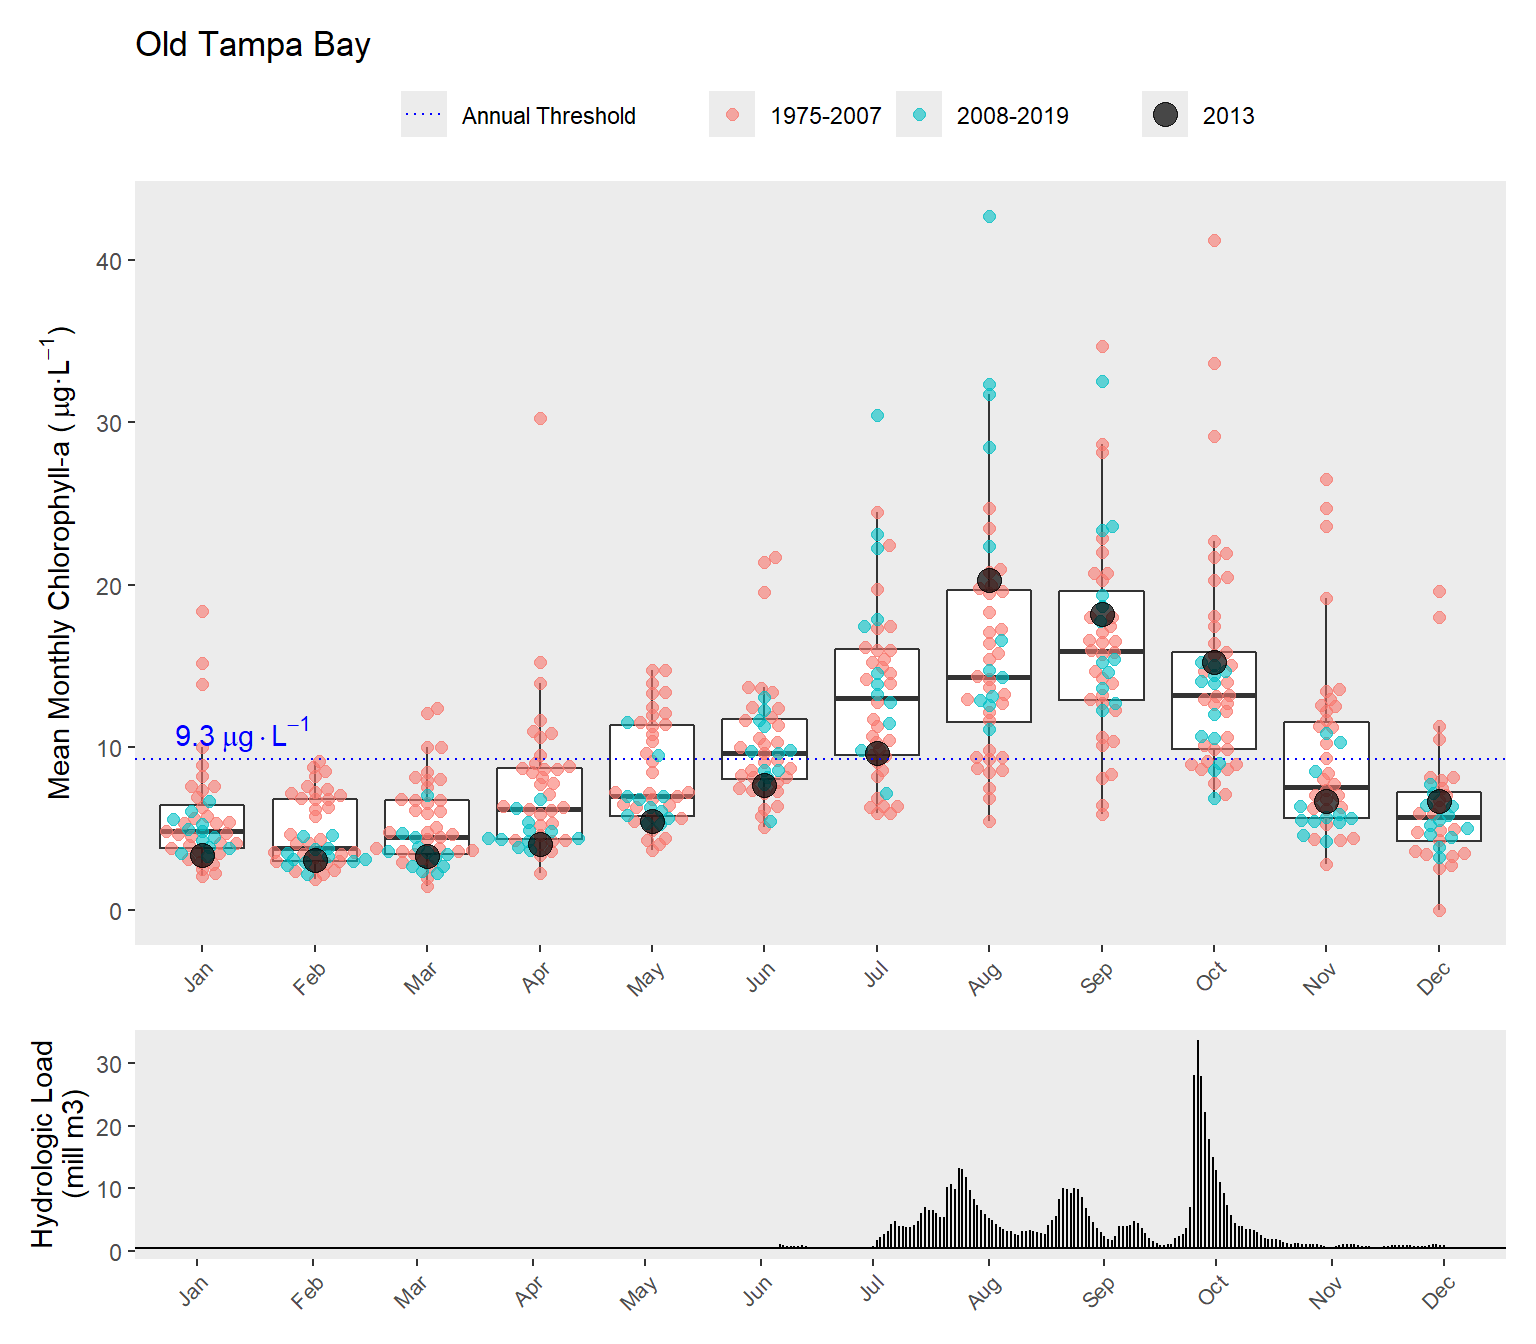 Old Tampa Bay
Annual Threshold 1975-2007 2008-2019 2013
Mean Monthly Chlorophyll-a ( μg·L⁻¹)
40
30
20
10
0
9.3 μg·L⁻¹
Jan Feb Mar Apr May Jun Jul Aug Sep Oct Nov Dec
Hydrologic Load
(mill m3)
30
20
10
0
Jan Feb Mar Apr May Jun Jul Aug Sep Oct Nov Dec